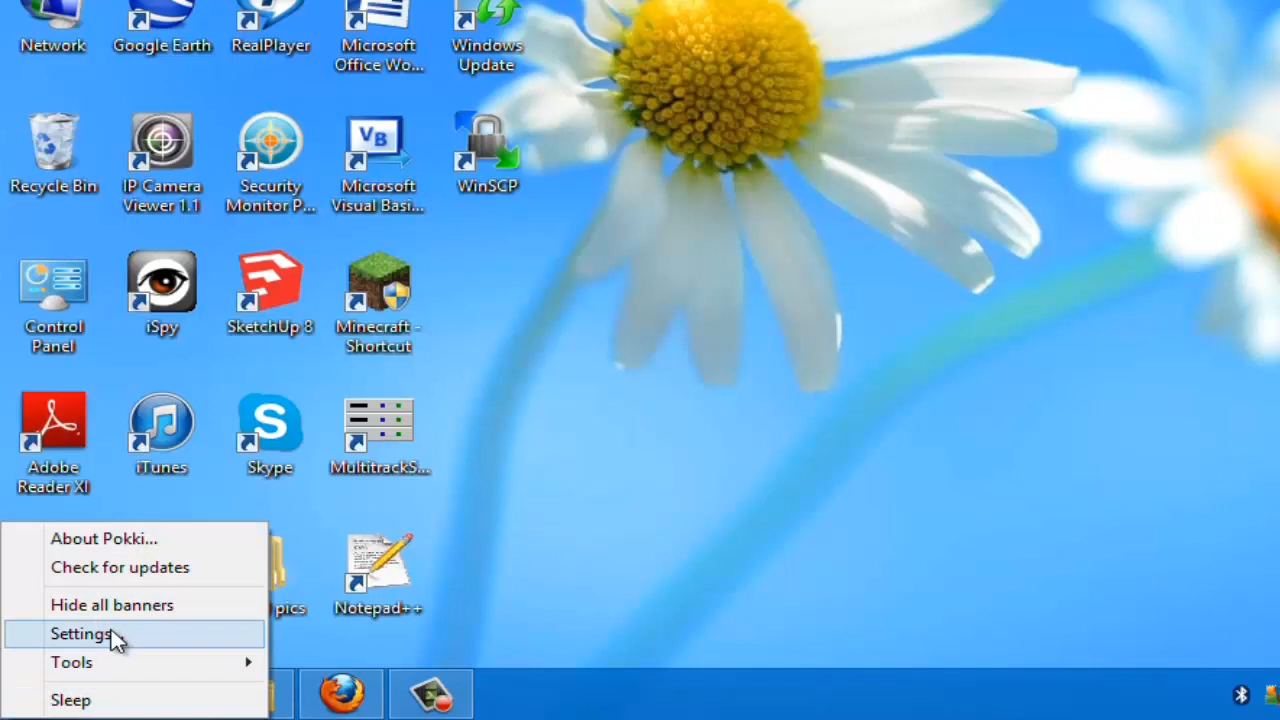 Network
Google Earth
RealPlayer
Microsoft
Office Wo...
Windows
Update
Recycle Bin
IP Camera
Viewer 1.1
Security
Monitor P...
VB
Microsoft
Visual Basi...
WinSCP
Control
Panel
iSpy
SketchUp 8
Minecraft -
Shortcut
Adobe
Reader XI
iTunes
S
Skype
MultitrackS...
About Pokki...
Check for updates
Hide all banners
Settings
Tools
Sleep
pics
Notepad++